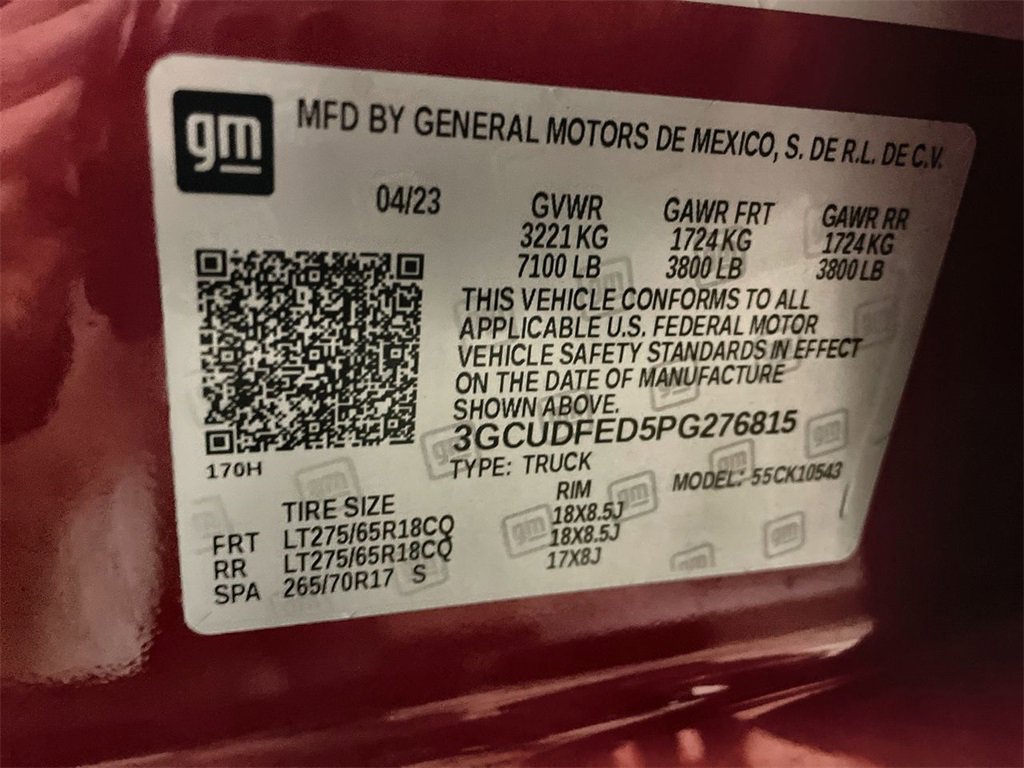 gm
MFD BY GENERAL MOTORS DE MEXICO, S. DE R.L. DE C.V.
04/23 GVWR GAWR FRT GAWR RR
3221 KG 1724 KG 1724 KG
7100 LB 3800 LB 3800 LB
THIS VEHICLE CONFORMS TO ALL
APPLICABLE U.S. FEDERAL MOTOR
VEHICLE SAFETY STANDARDS IN EFFECT
ON THE DATE OF MANUFACTURE
SHOWN ABOVE.
3GCUDFED5PG276815
170H
TYPE: TRUCK
MODEL: 55CK10543
TIRE SIZE RIM
FRT LT275/65R18CQ 18X8.5J
RR LT275/65R18CQ 18X8.5J
SPA 265/70R17 S 17X8J